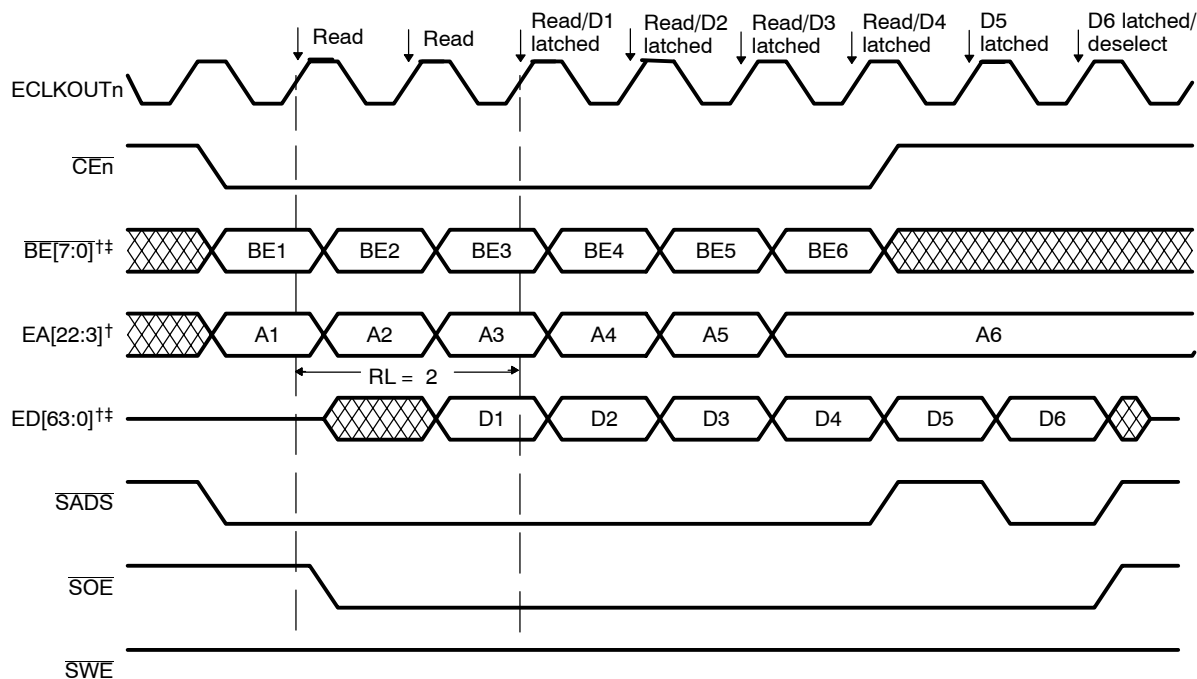 Read
Read
Read/D1
latched
Read/D2
latched
Read/D3
latched
Read/D4
latched
D5
latched
D6 latched/
deselect
ECLKOUTn
CEn
BE[7:0]†‡
BE1 BE2 BE3 BE4 BE5 BE6
EA[22:3]†
A1 A2 A3 A4 A5 A6
RL = 2
ED[63:0]†‡
D1 D2 D3 D4 D5 D6
SADS
SOE
SWE